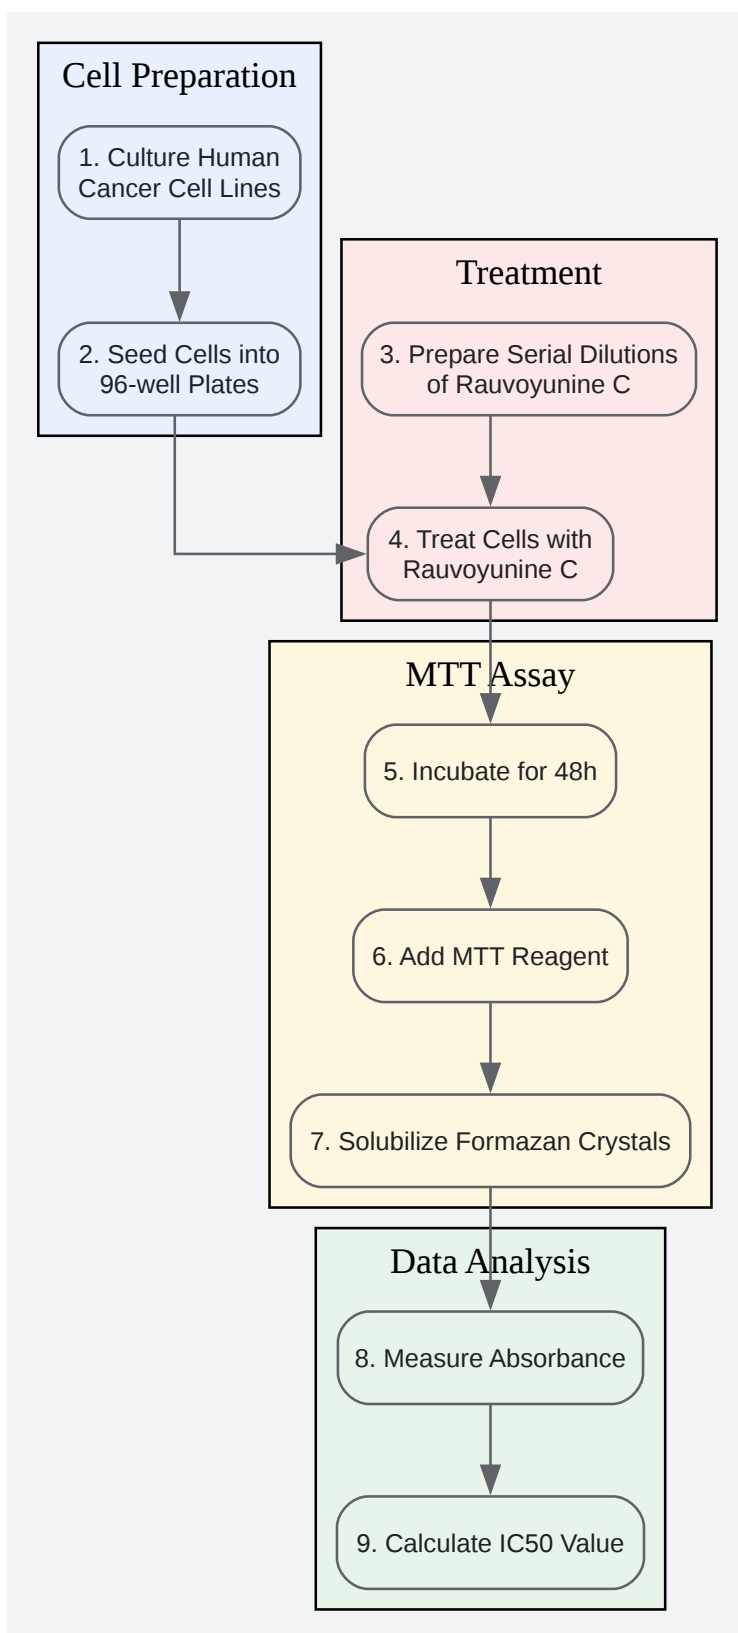 Cell Preparation
1. Culture Human
Cancer Cell Lines
2. Seed Cells into
96-well Plates
Treatment
3. Prepare Serial Dilutions
of Rauvoyunine C
4. Treat Cells with
Rauvoyunine C
MTT Assay
5. Incubate for 48h
6. Add MTT Reagent
7. Solubilize Formazan Crystals
Data Analysis
8. Measure Absorbance
9. Calculate IC50 Value